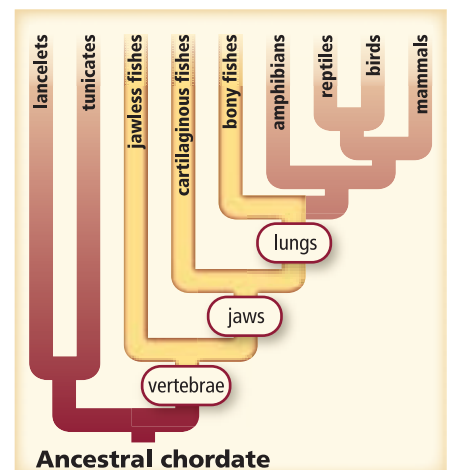 lancelets
tunicates
jawless fishes
cartilaginous fishes
bony fishes
amphibians
reptiles
birds
mammals
lungs
jaws
vertebrae
Ancestral chordate